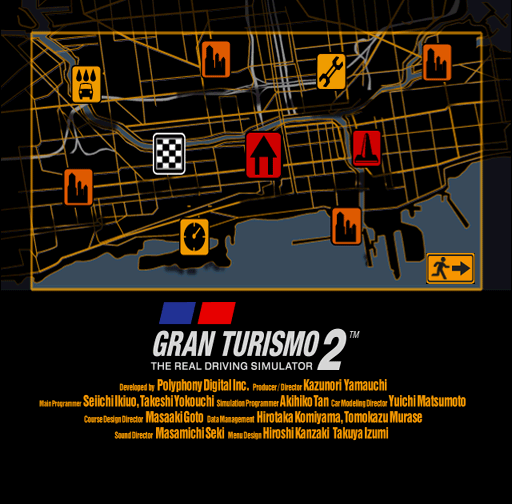 GRAN TURISMO 2 TM
THE REAL DRIVING SIMULATOR
Developed by Polyphony Digital Inc. Producer / Director Kazunori Yamauchi
Main Programmer Seiichi Ikiuo, Takeshi Yokouchi Simulation Programmer Akihiko Tan Car Modeling Director Yuichi Matsumoto
Course Design Director Masaaki Goto Data Management Hirotaka Komiyama, Tomokazu Murase
Sound Director Masamichi Seki Menu Design Hiroshi Kanzaki Takuya Izumi